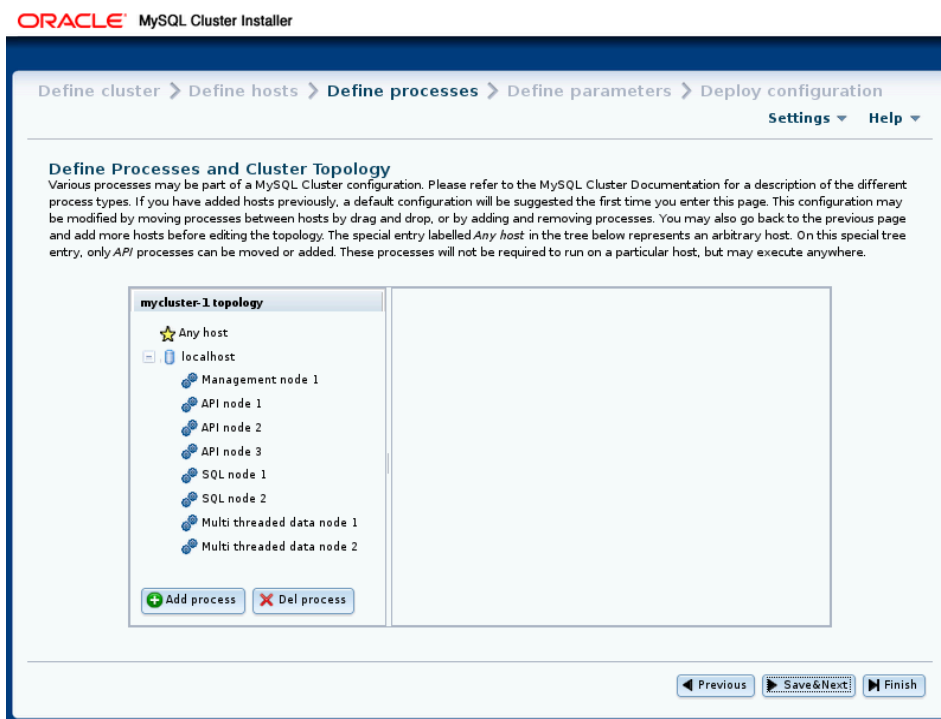 ORACLE® MySQL Cluster Installer
Define cluster > Define hosts > Define processes > Define parameters > Deploy configuration
Settings Help
Define Processes and Cluster Topology
Various processes may be part of a MySQL Cluster configuration. Please refer to the MySQL Cluster Documentation for a description of the different
process types. If you have added hosts previously, a default configuration will be suggested the first time you enter this page. This configuration may
be modified by moving processes between hosts by drag and drop, or by adding and removing processes. You may also go back to the previous page
and add more hosts before editing the topology. The special entry labelled Any host in the tree below represents an arbitrary host. On this special tree
entry, only API processes can be moved or added. These processes will not be required to run on a particular host, but may execute anywhere.
mycluster-1 topology
Any host
localhost
Management node 1
API node 1
API node 2
API node 3
SQL node 1
SQL node 2
Multi threaded data node 1
Multi threaded data node 2
Add process Del process
Previous Save&Next Finish